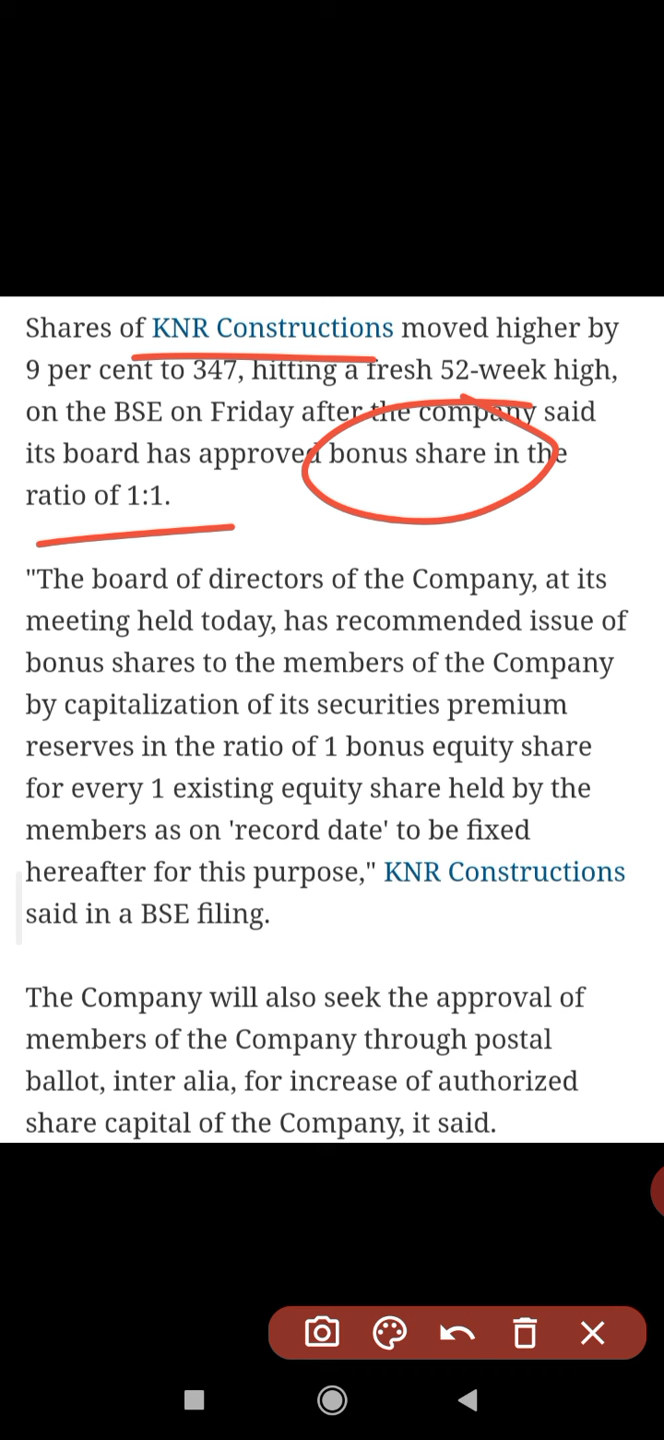 Shares of KNR Constructions moved higher by
9 per cent to 347, hitting a fresh 52-week high,
on the BSE on Friday after the company said
its board has approved bonus share in the
ratio of 1:1.
"The board of directors of the Company, at its
meeting held today, has recommended issue of
bonus shares to the members of the Company
by capitalization of its securities premium
reserves in the ratio of 1 bonus equity share
for every 1 existing equity share held by the
members as on 'record date' to be fixed
hereafter for this purpose," KNR Constructions
said in a BSE filing.
The Company will also seek the approval of
members of the Company through postal
ballot, inter alia, for increase of authorized
share capital of the Company, it said.